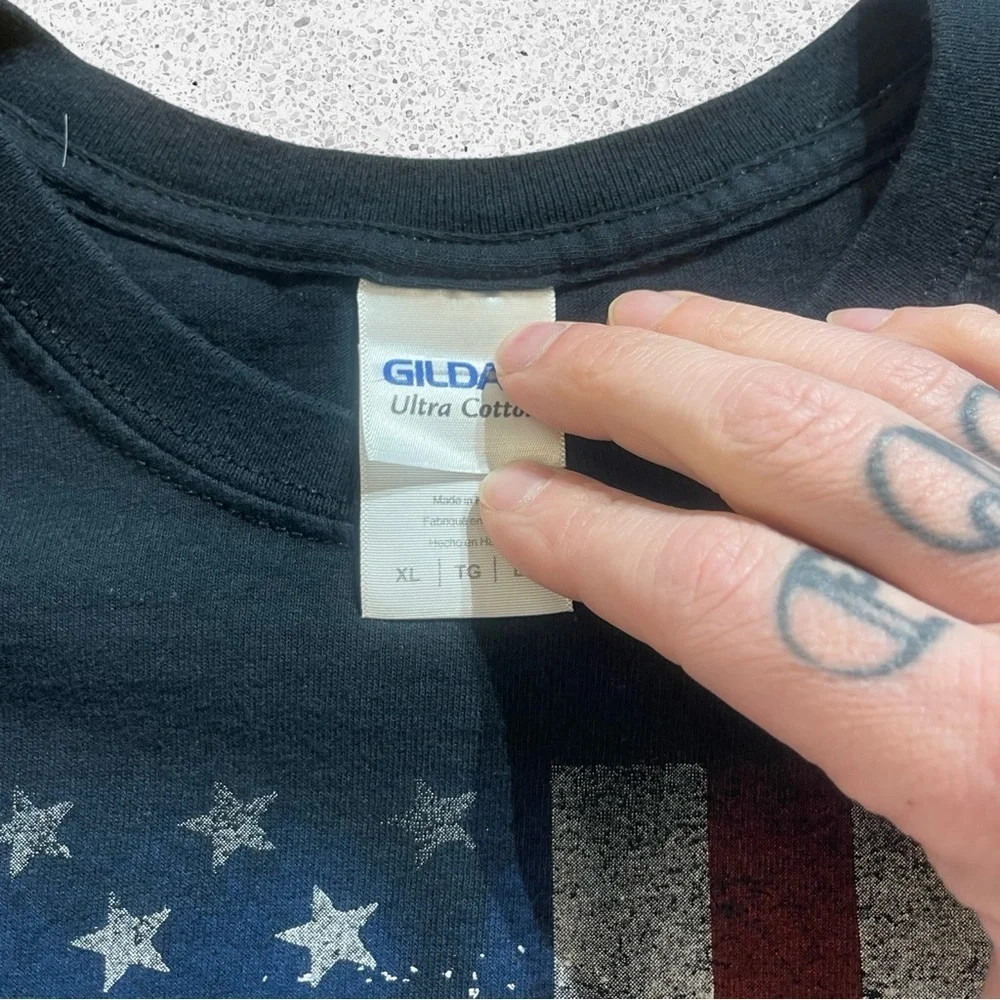 GILDA
Ultra Cotto
Made in
Fabriqué en
Hecho en
XL | TG |